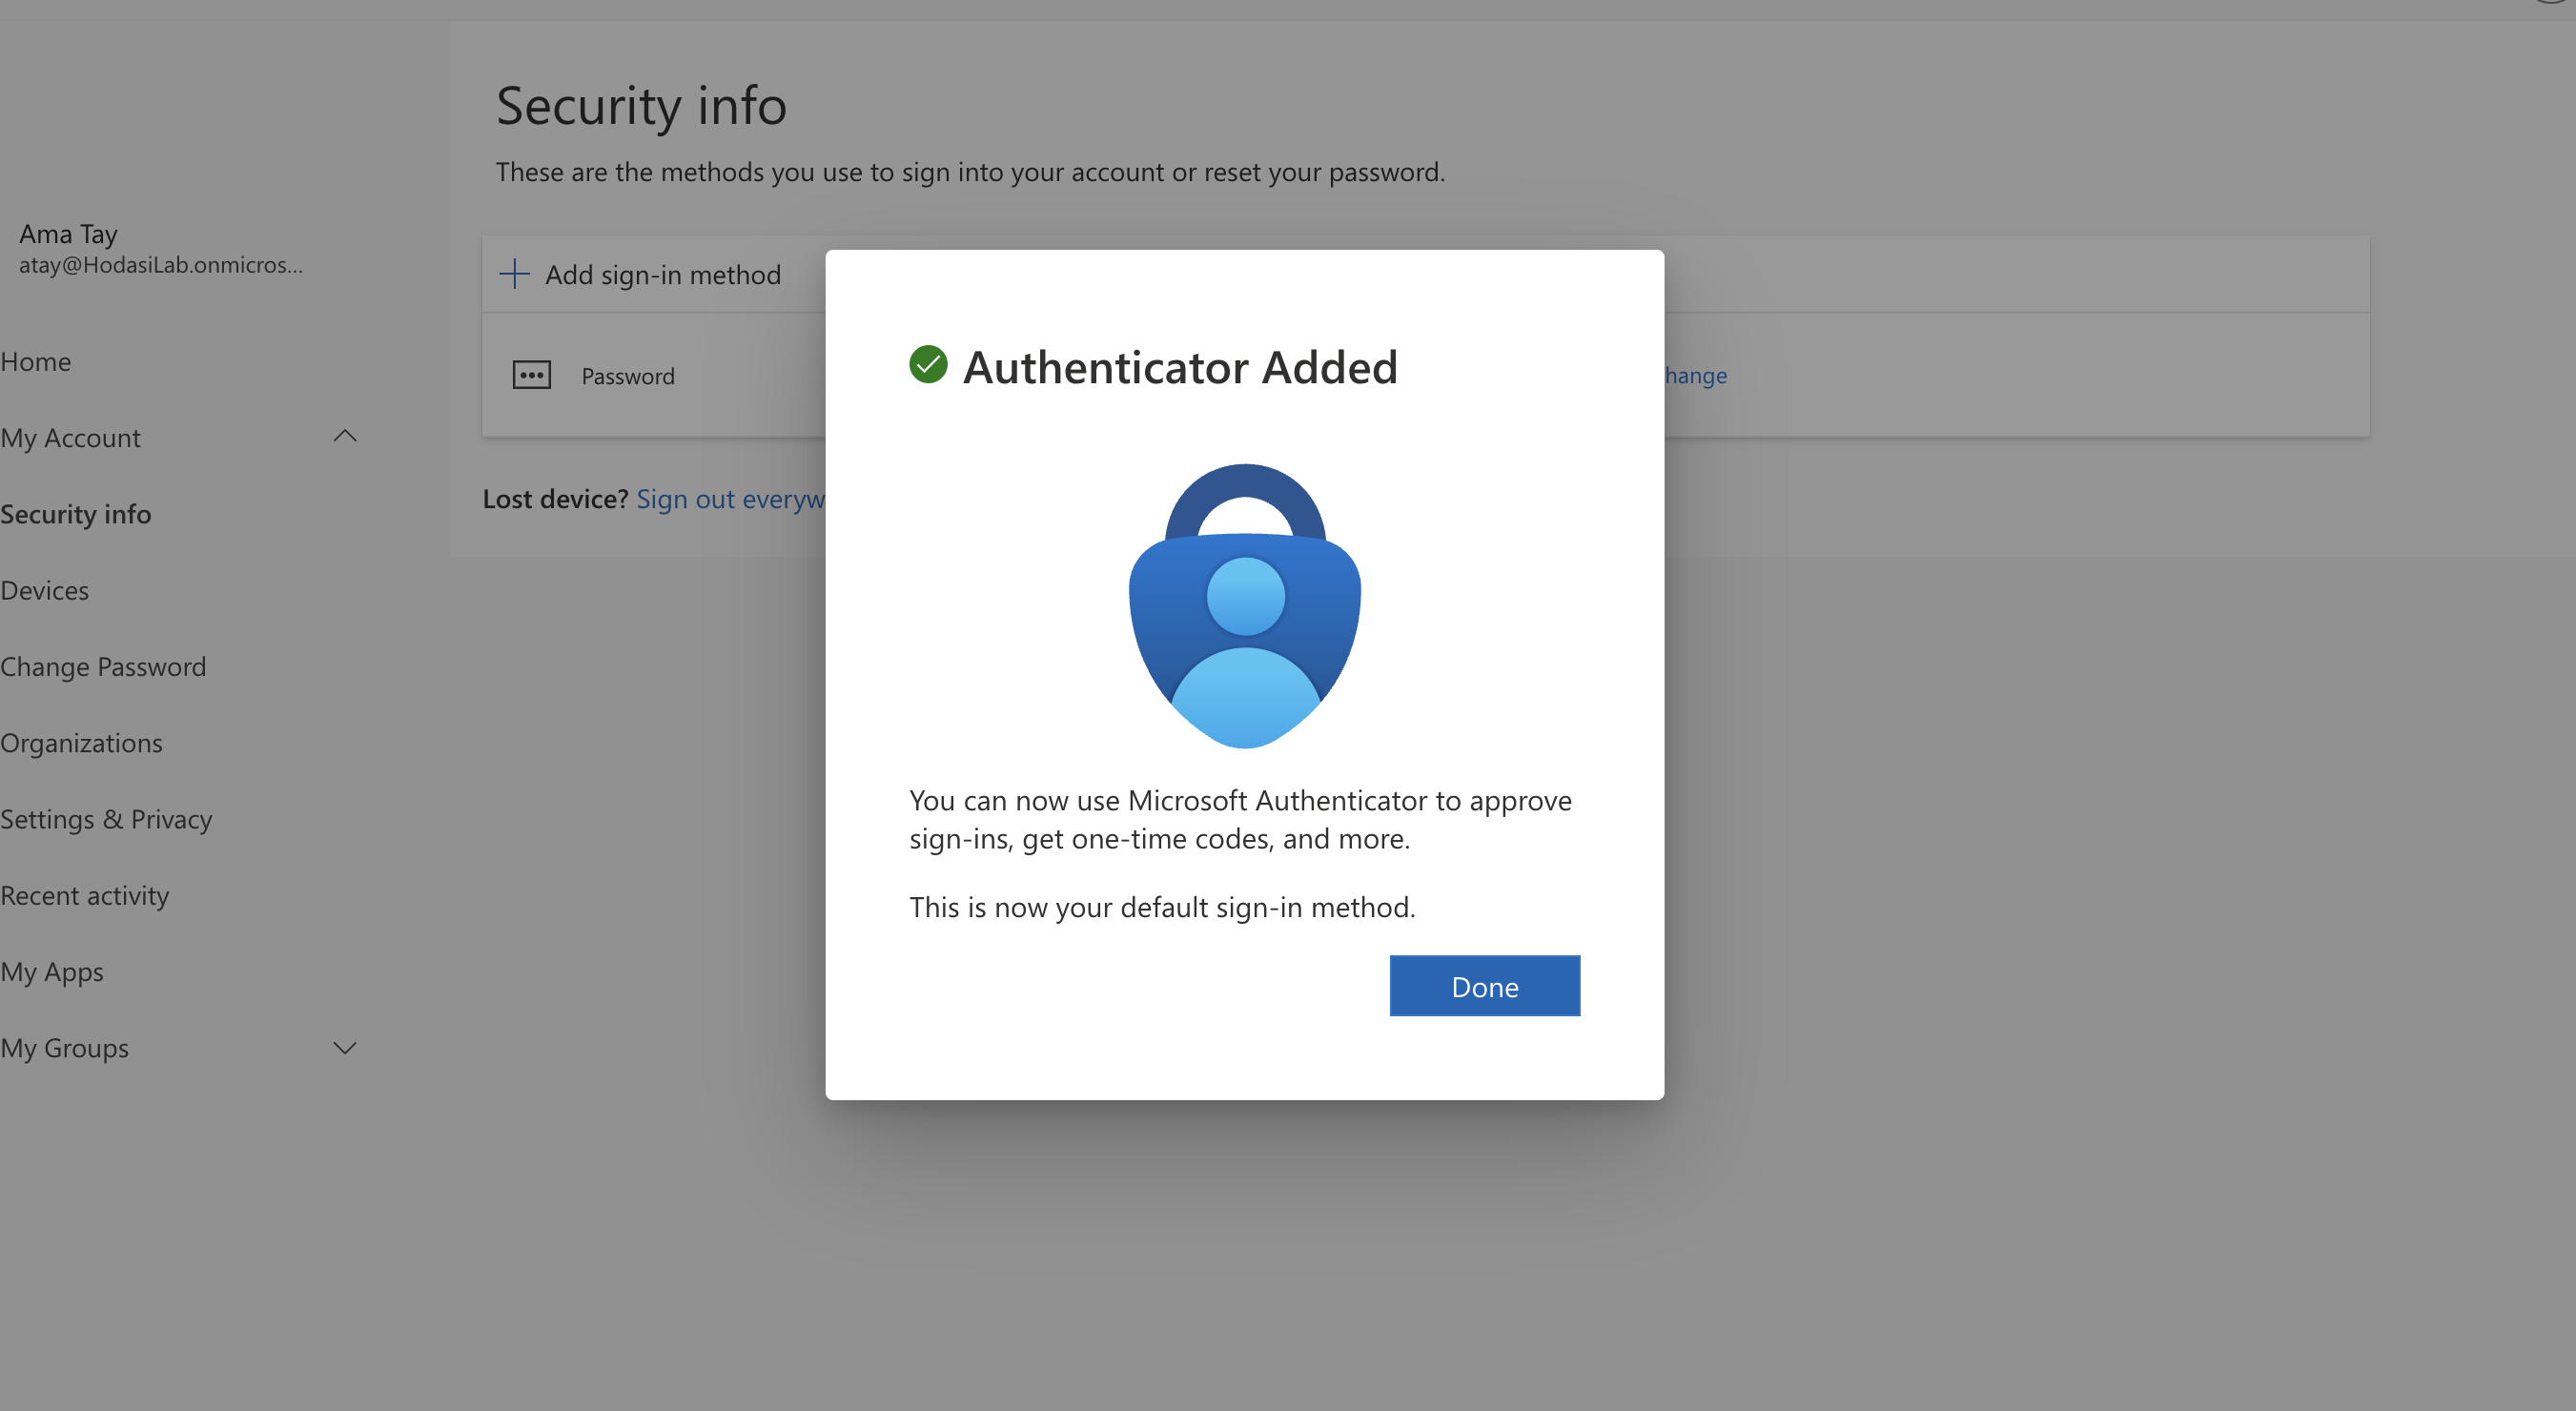 Security info
These are the methods you use to sign into your account or reset your password.
Ama Tay
atay@HodasiLab.onmicros...
Home
My Account
Security info
Devices
Change Password
Organizations
Settings & Privacy
Recent activity
My Apps
My Groups
Add sign-in method
Password
hange
Lost device? Sign out everyw
Authenticator Added
You can now use Microsoft Authenticator to approve
sign-ins, get one-time codes, and more.
This is now your default sign-in method.
Done